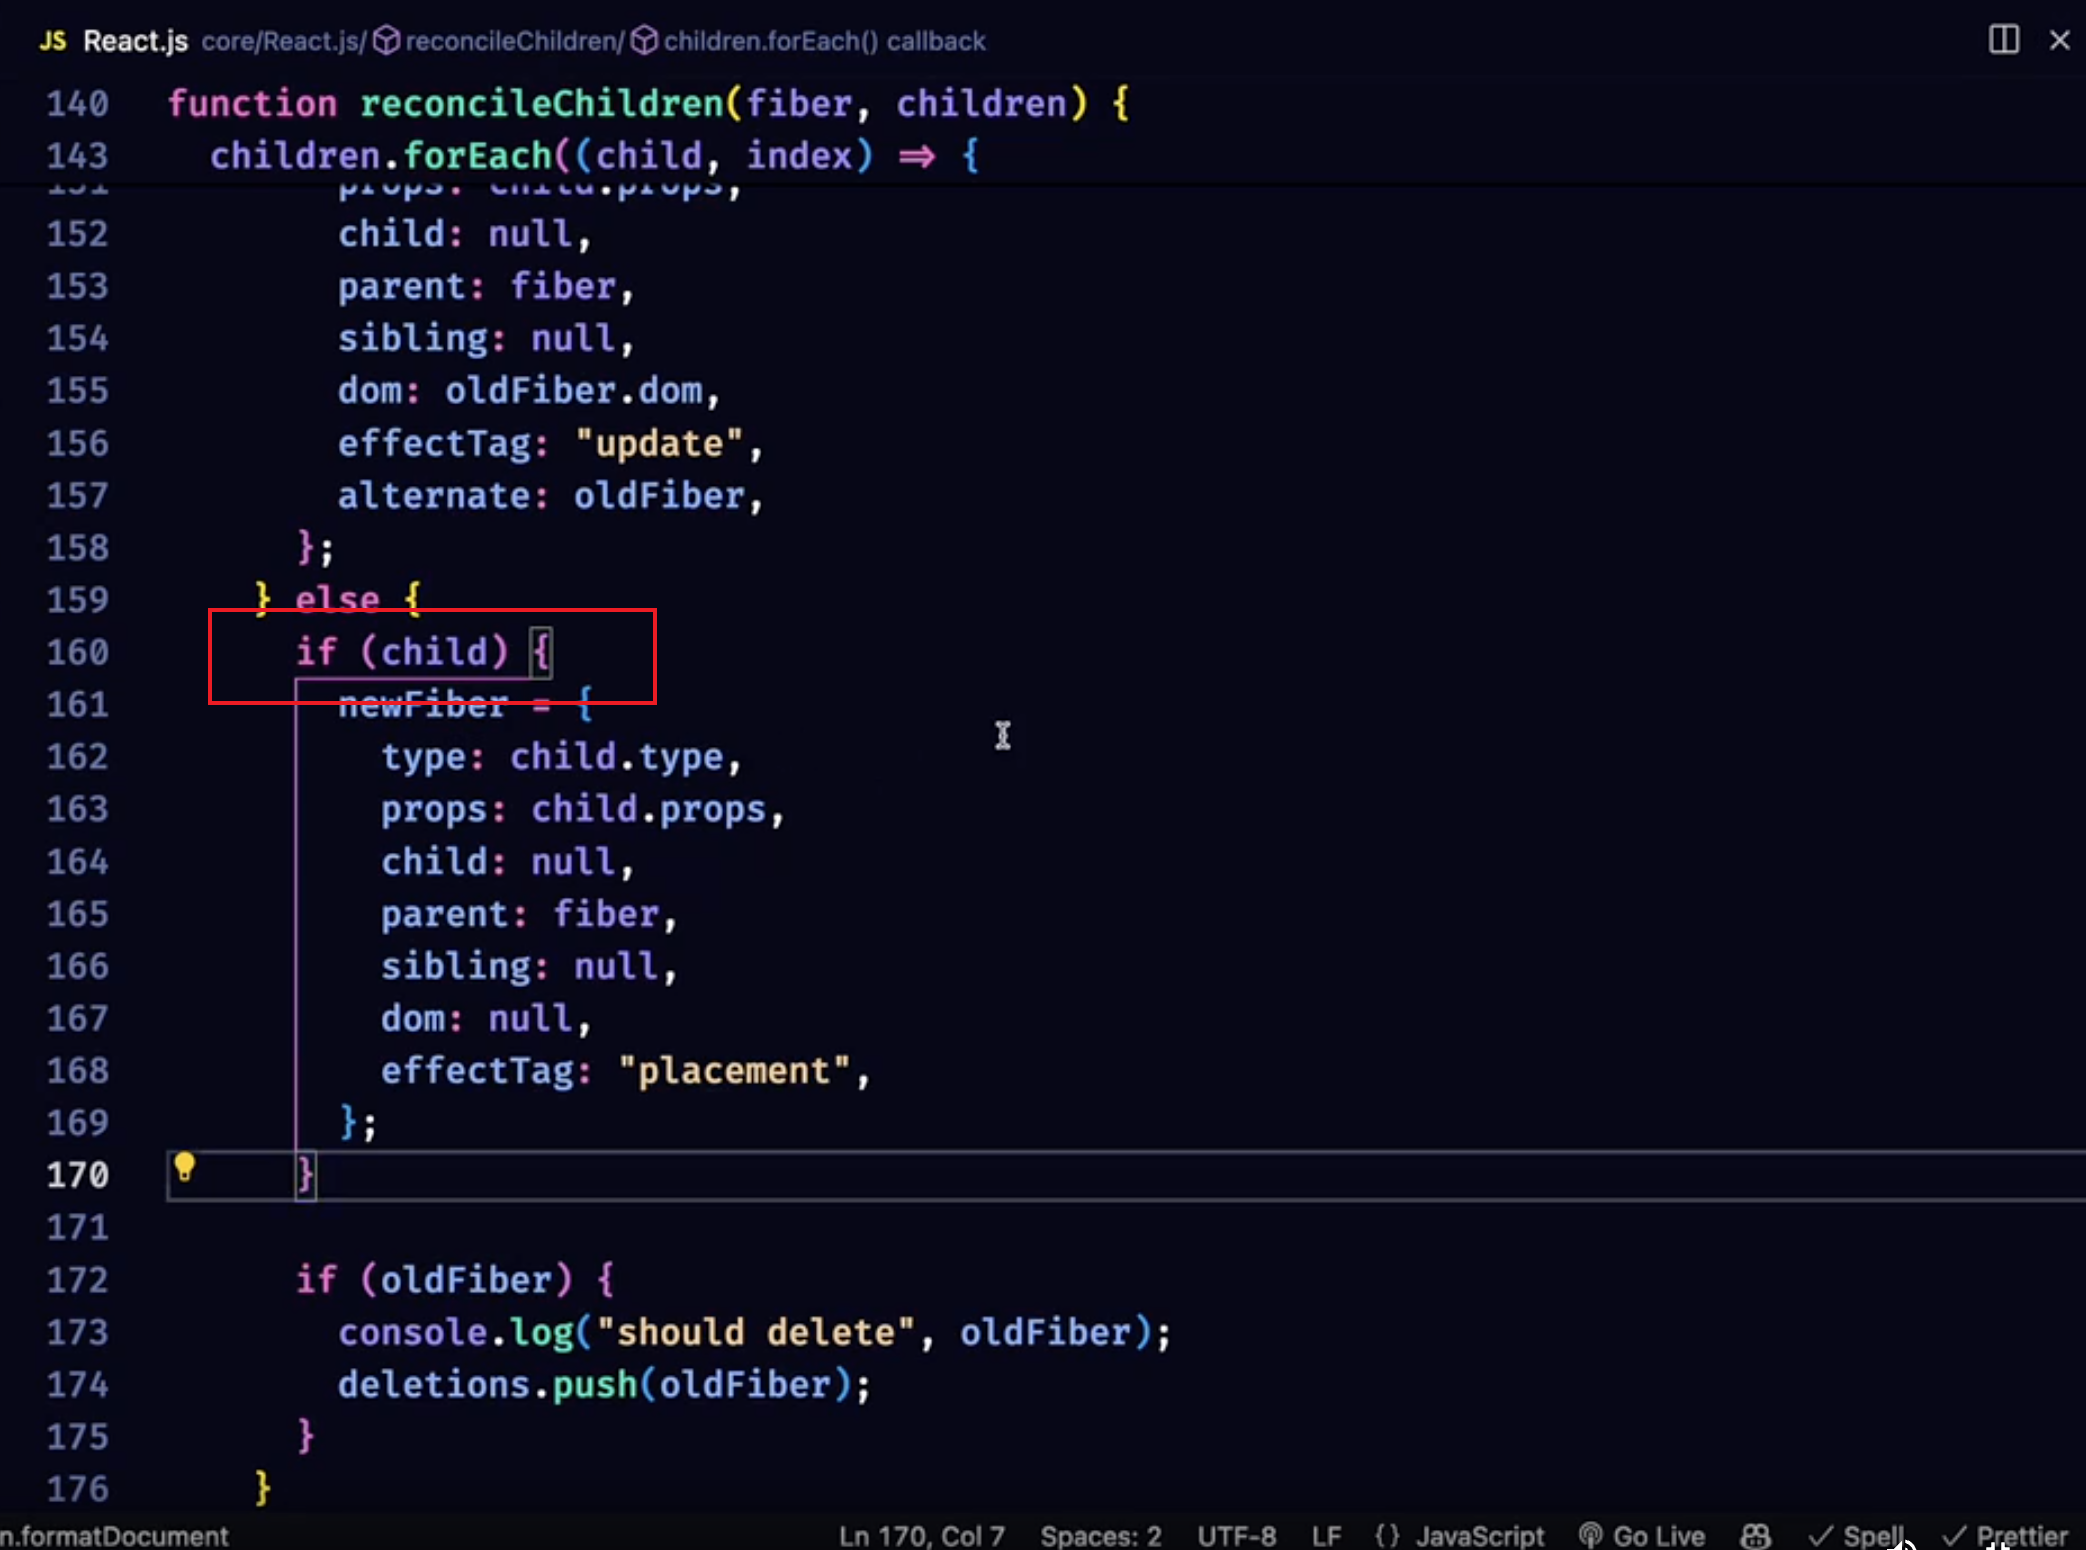 JS React.js core/React.js/ reconcileChildren/ children.forEach() callback
140 function reconcileChildren(fiber, children) {
143 children.forEach((child, index) => {
151 props: child.props,
152 child: null,
153 parent: fiber,
154 sibling: null,
155 dom: oldFiber.dom,
156 effectTag: "update",
157 alternate: oldFiber,
158 };
159 } else {
160 if (child) {
161 newFiber = {
162 type: child.type,
163 props: child.props,
164 child: null,
165 parent: fiber,
166 sibling: null,
167 dom: null,
168 effectTag: "placement",
169 };
170 }
171
172 if (oldFiber) {
173 console.log("should delete", oldFiber);
174 deletions.push(oldFiber);
175 }
176 }
n.formatDocument Ln 170, Col 7 Spaces: 2 UTF-8 LF {} JavaScript Go Live ✓ Spell ✓ Prettier